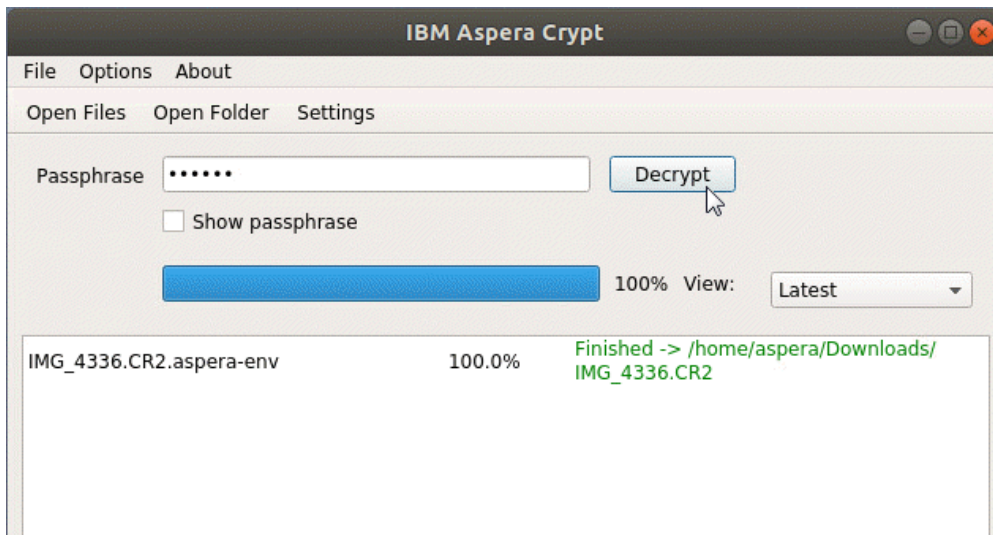 IBM Aspera Crypt
File Options About
Open Files Open Folder Settings
Passphrase •••••• Decrypt
Show passphrase
100% View: Latest
IMG_4336.CR2.aspera-env 100.0% Finished -> /home/aspera/Downloads/
IMG_4336.CR2